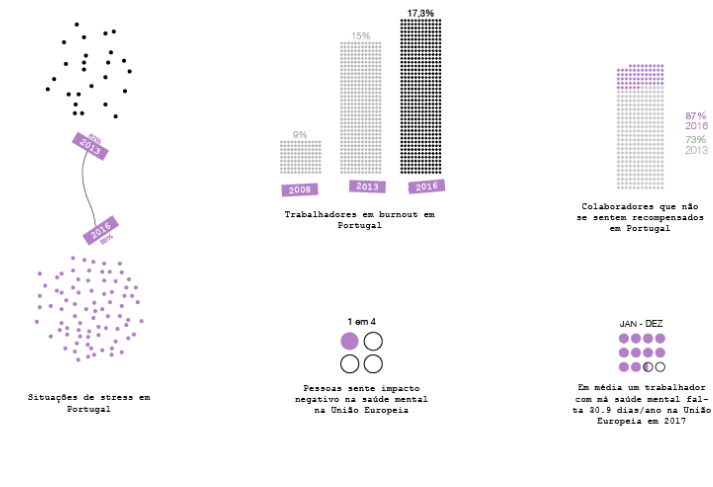 2013
2016
Situações de stress em
Portugal
9%
15%
17,3%
2008
2013
2016
Trabalhadores em burnout em
Portugal
87%
2016
73%
2013
Colaboradores que não
se sentem recompensados
em Portugal
1 em 4
Pessoas sente impacto
negativo na saúde mental
na União Europeia
JAN - DEZ
Em média um trabalhador
com má saúde mental fal-
ta 30.9 dias/ano na União
Europeia em 2017